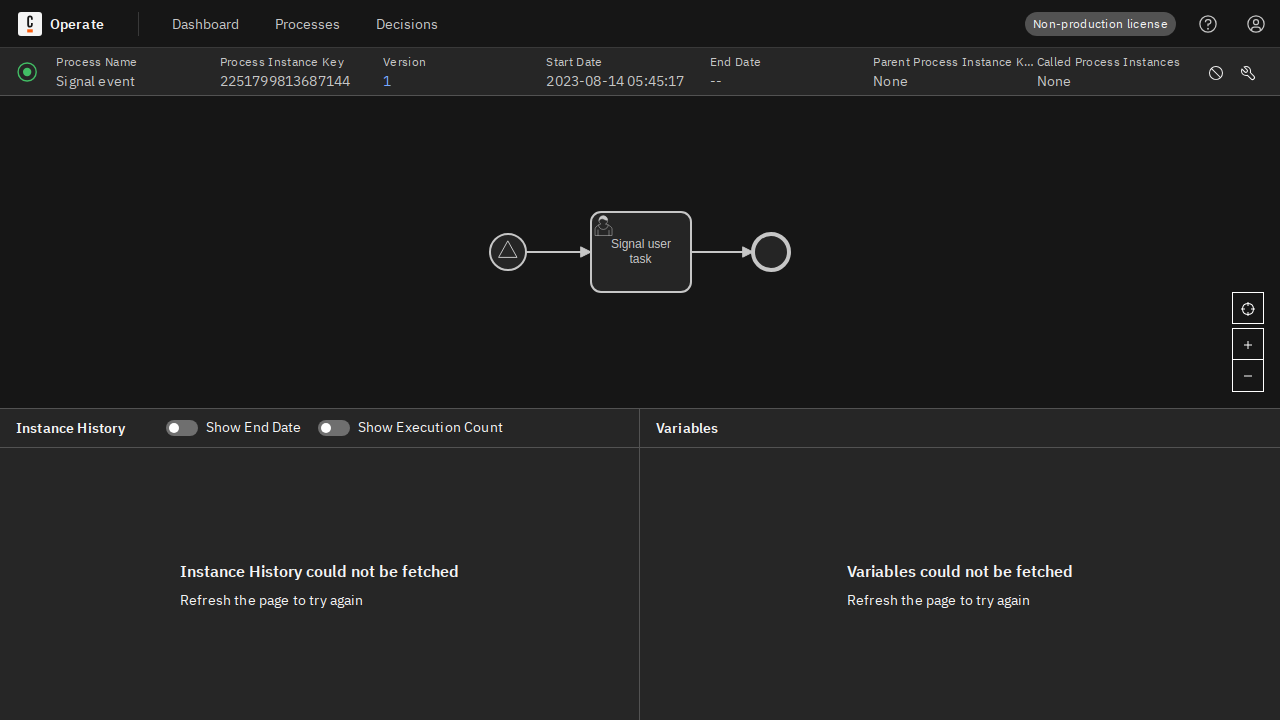 Operate
Dashboard
Processes
Decisions
Non-production license
Process Name
Signal event
Process Instance Key
2251799813687144
Version
1
Start Date
2023-08-14 05:45:17
End Date
--
Parent Process Instance K...
None
Called Process Instances
None
Signal user
task
Instance History
Show End Date
Show Execution Count
Variables
Instance History could not be fetched
Refresh the page to try again
Variables could not be fetched
Refresh the page to try again